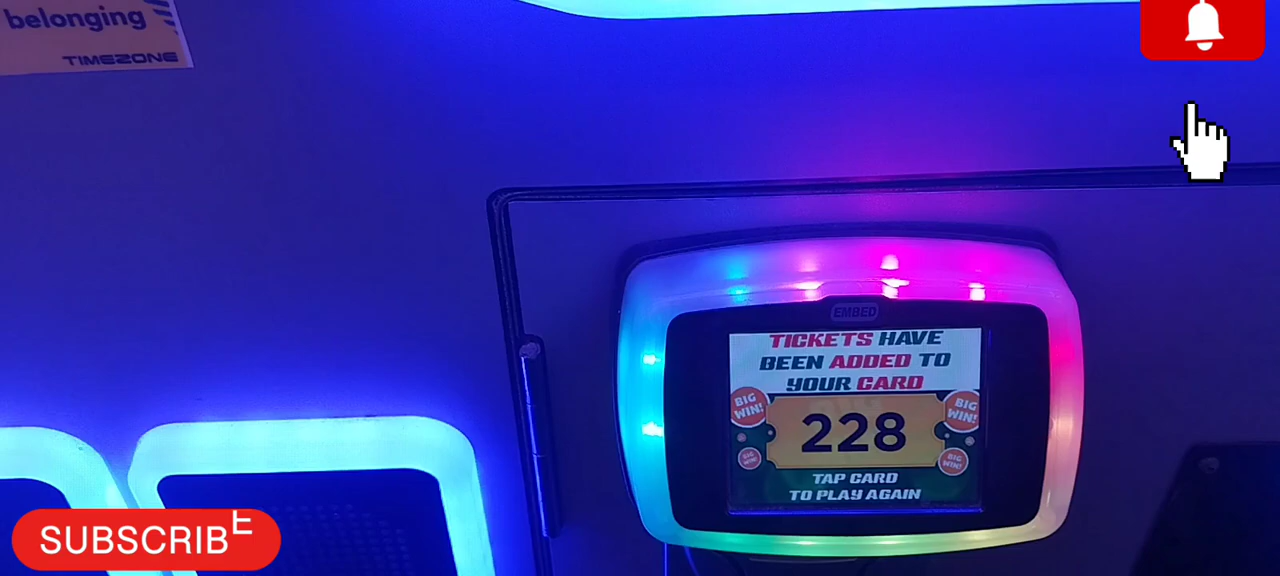 belonging
TIMEZONE
EMBED
TICKETS HAVE
BEEN ADDED TO
YOUR CARD
BIG
WIN!
BIG
WIN!
228
BIG
WIN!
BIG
WIN!
TAP CARD
TO PLAY AGAIN
SUBSCRIBE